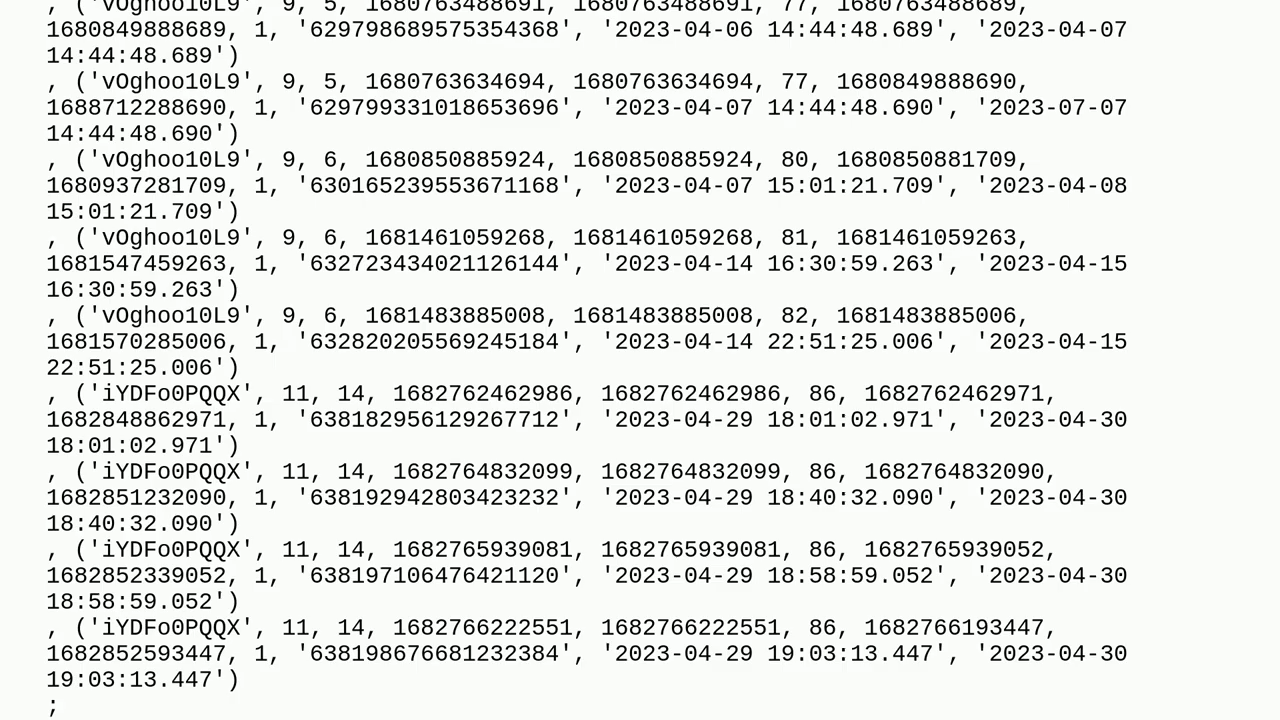 , ('vOghoo10L9', 9, 5, 1680763488691, 1680763488691, 77, 1680763488689,
1680849888689, 1, '629798689575354368', '2023-04-06 14:44:48.689', '2023-04-07
14:44:48.689')
, ('vOghoo10L9', 9, 5, 1680763634694, 1680763634694, 77, 1680849888690,
1688712288690, 1, '629799331018653696', '2023-04-07 14:44:48.690', '2023-07-07
14:44:48.690')
, ('vOghoo10L9', 9, 6, 1680850885924, 1680850885924, 80, 1680850881709,
1680937281709, 1, '630165239553671168', '2023-04-07 15:01:21.709', '2023-04-08
15:01:21.709')
, ('vOghoo10L9', 9, 6, 1681461059268, 1681461059268, 81, 1681461059263,
1681547459263, 1, '632723434021126144', '2023-04-14 16:30:59.263', '2023-04-15
16:30:59.263')
, ('vOghoo10L9', 9, 6, 1681483885008, 1681483885008, 82, 1681483885006,
1681570285006, 1, '632820205569245184', '2023-04-14 22:51:25.006', '2023-04-15
22:51:25.006')
, ('iYDFo0PQQX', 11, 14, 1682762462986, 1682762462986, 86, 1682762462971,
1682848862971, 1, '638182956129267712', '2023-04-29 18:01:02.971', '2023-04-30
18:01:02.971')
, ('iYDFo0PQQX', 11, 14, 1682764832099, 1682764832099, 86, 1682764832090,
1682851232090, 1, '638192942803423232', '2023-04-29 18:40:32.090', '2023-04-30
18:40:32.090')
, ('iYDFo0PQQX', 11, 14, 1682765939081, 1682765939081, 86, 1682765939052,
1682852339052, 1, '638197106476421120', '2023-04-29 18:58:59.052', '2023-04-30
18:58:59.052')
, ('iYDFo0PQQX', 11, 14, 1682766222551, 1682766222551, 86, 1682766193447,
1682852593447, 1, '638198676681232384', '2023-04-29 19:03:13.447', '2023-04-30
19:03:13.447')
;